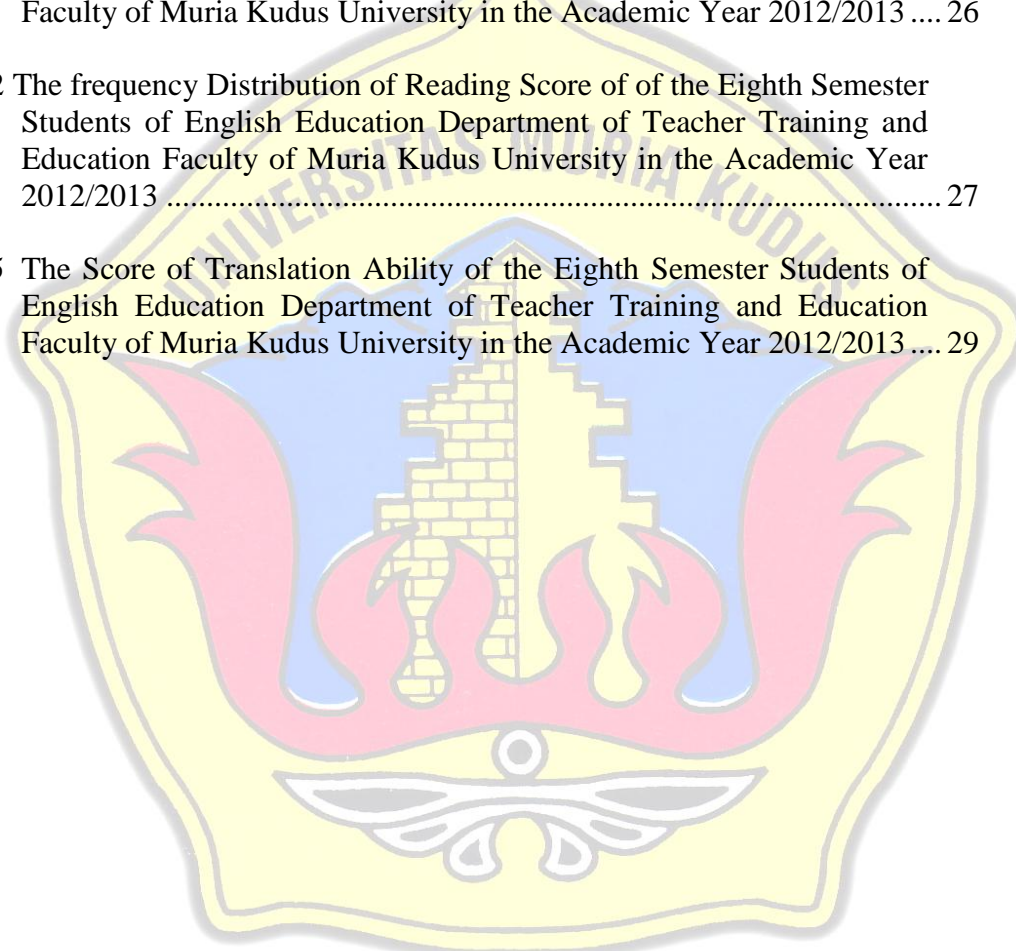 Faculty of Muria Kudus University in the Academic Year 2012/2013 .... 26
2 The frequency Distribution of Reading Score of of the Eighth Semester
Students of English Education Department of Teacher Training and
Education Faculty of Muria Kudus University in the Academic Year
2012/2013 ........................................................................................... 27
The Score of Translation Ability of the Eighth Semester Students of
English Education Department of Teacher Training and Education
Faculty of Muria Kudus University in the Academic Year 2012/2013 .... 29
UNIVERSITAS MURIA KUDUS